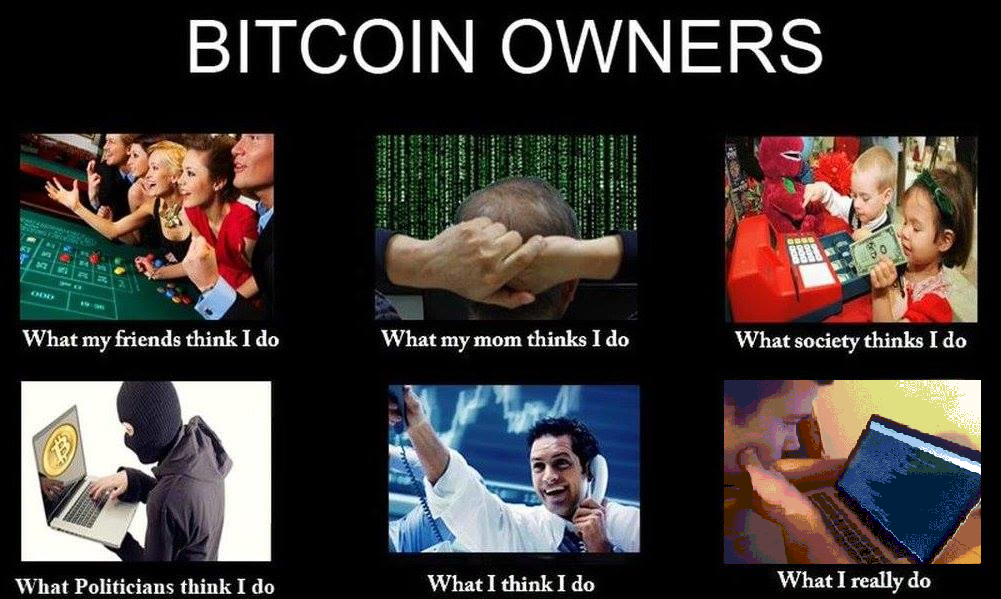 BITCOIN OWNERS
What my friends think I do
What my mom thinks I do
What society thinks I do
What Politicians think I do
What I think I do
What I really do